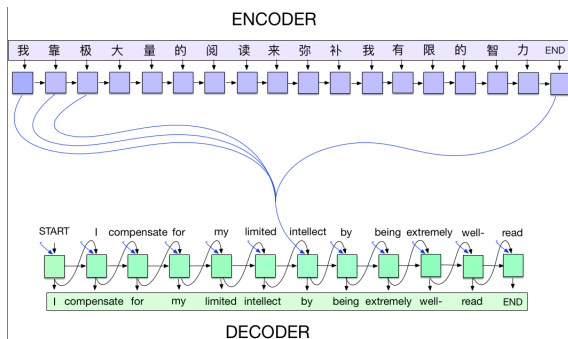 ENCODER
我 靠 极 大 量 的 阅 读 来 弥 补 我 有 限 的 智 力 END
START I compensate for my limited intellect by being extremely well- read
I compensate for my limited intellect by being extremely well- read END
DECODER